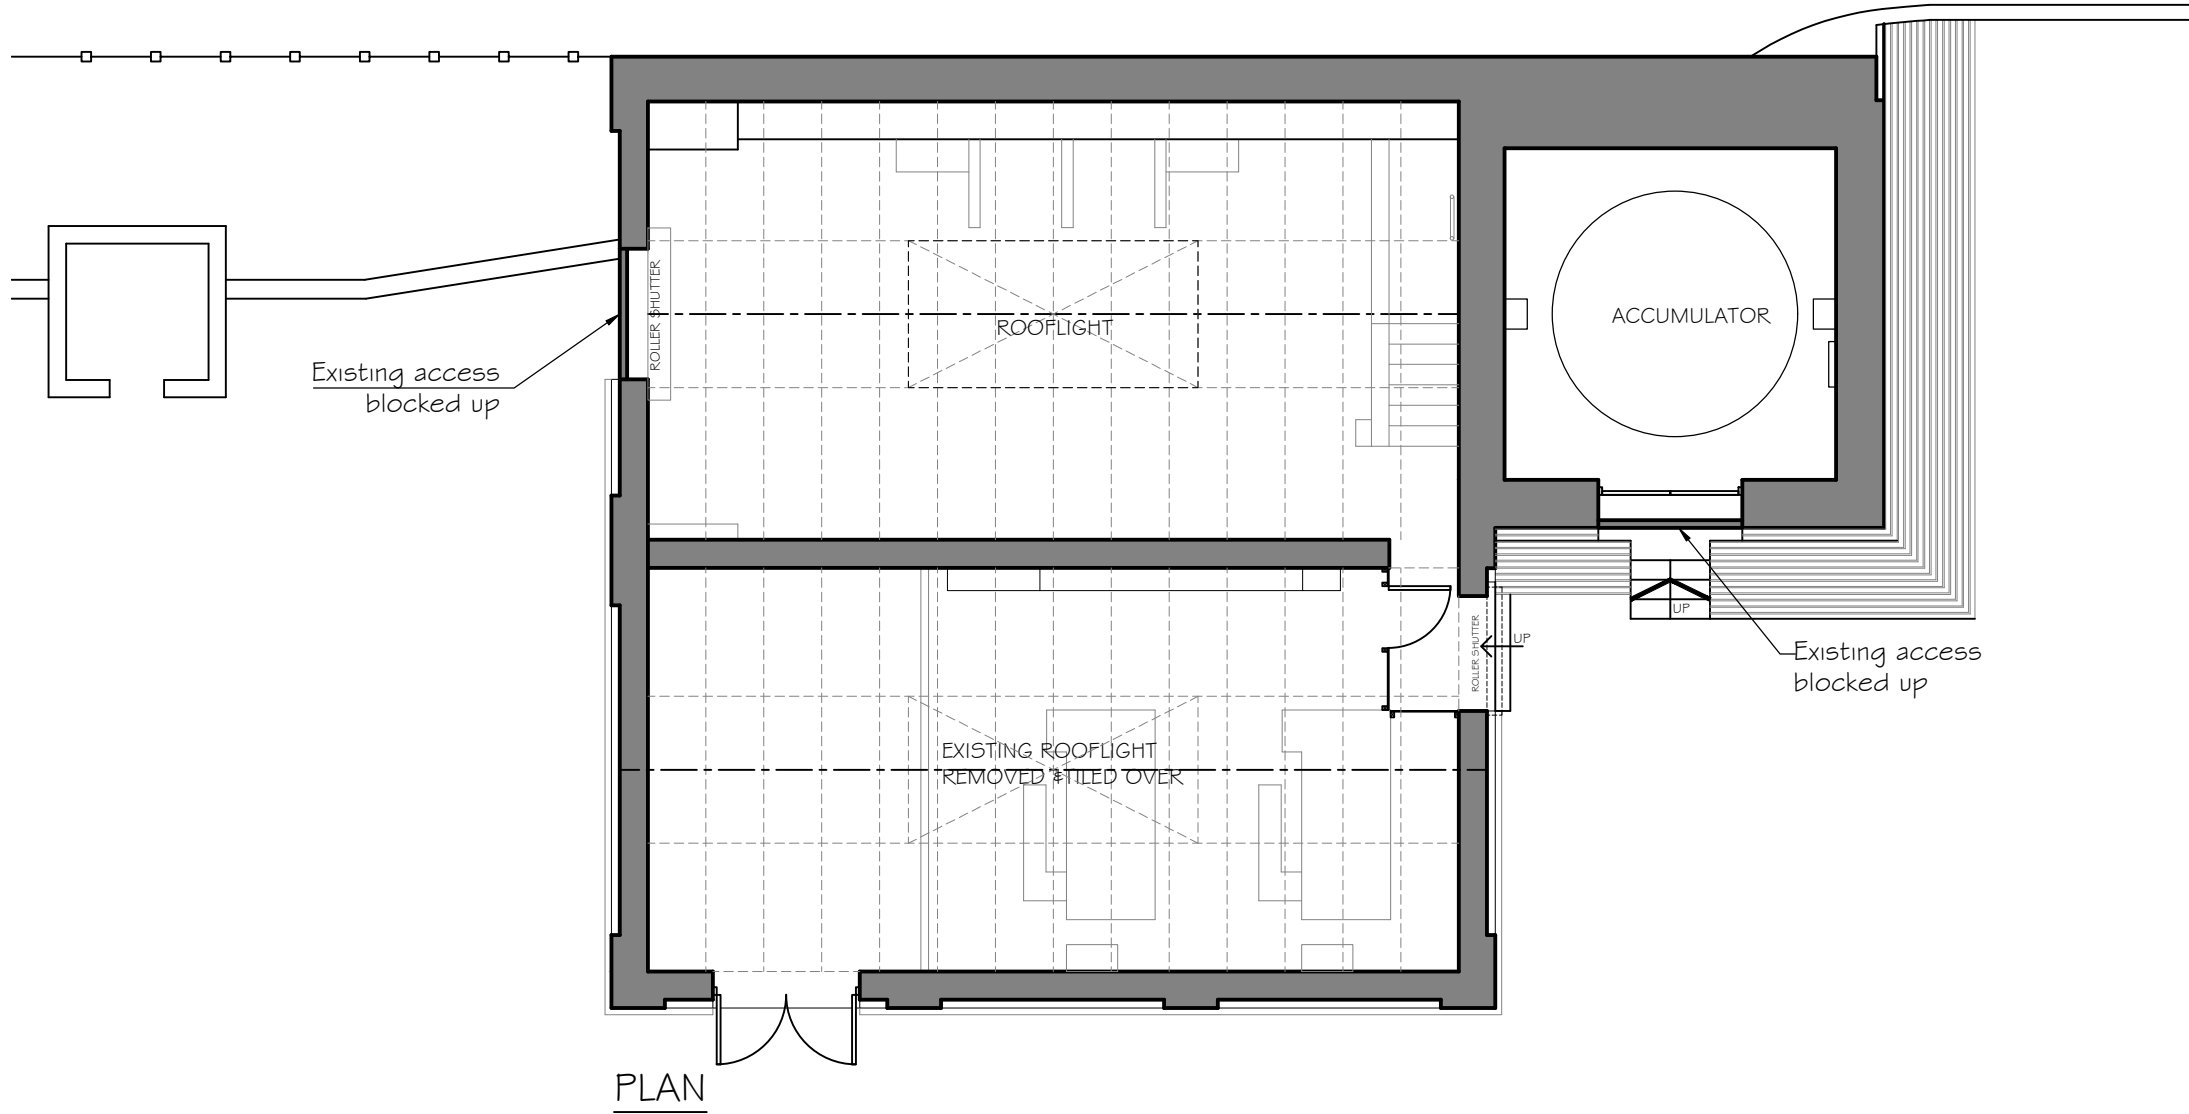 ROLLER SHUTTER
ROOFLIGHT
ACCUMULATOR
Existing access
blocked up
UP
ROLLER SHUTTER
UP
Existing access
blocked up
EXISTING ROOFLIGHT
REMOVED & TILED OVER
PLAN